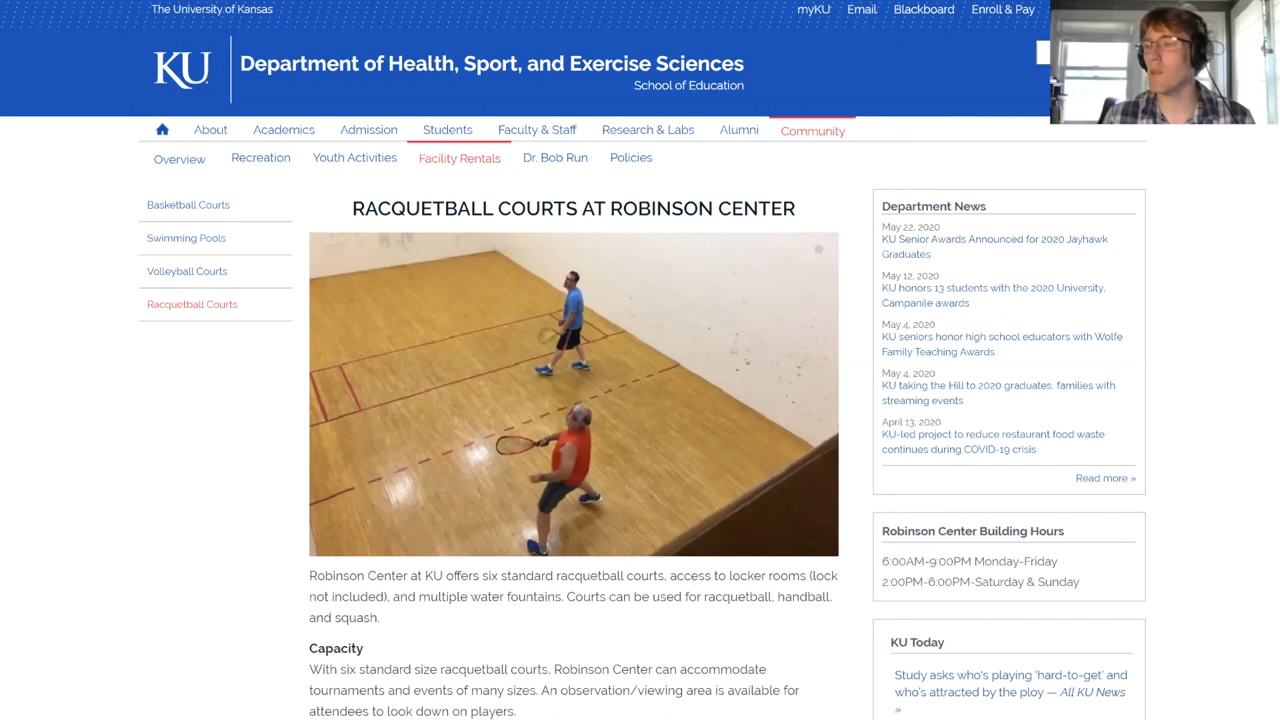 The University of Kansas
myKU Email Blackboard Enroll & Pay
KU
Department of Health, Sport, and Exercise Sciences
School of Education
About Academics Admission Students Faculty & Staff Research & Labs Alumni Community
Overview Recreation Youth Activities Facility Rentals Dr. Bob Run Policies
Basketball Courts
Swimming Pools
Volleyball Courts
Racquetball Courts
RACQUETBALL COURTS AT ROBINSON CENTER
Robinson Center at KU offers six standard racquetball courts, access to locker rooms (lock
not included), and multiple water fountains. Courts can be used for racquetball, handball,
and squash.
Capacity
With six standard size racquetball courts, Robinson Center can accommodate
tournaments and events of many sizes. An observation/viewing area is available for
attendees to look down on players.
Department News
May 22, 2020
KU Senior Awards Announced for 2020 Jayhawk
Graduates
May 12, 2020
KU honors 13 students with the 2020 University,
Campanile awards
May 4, 2020
KU seniors honor high school educators with Wolfe
Family Teaching Awards
May 4, 2020
KU taking the Hill to 2020 graduates, families with
streaming events
April 13, 2020
KU-led project to reduce restaurant food waste
continues during COVID-19 crisis
Read more »
Robinson Center Building Hours
6:00AM-9:00PM Monday-Friday
2:00PM-6:00PM-Saturday & Sunday
KU Today
Study asks who's playing 'hard-to-get' and
who's attracted by the ploy — All KU News
»